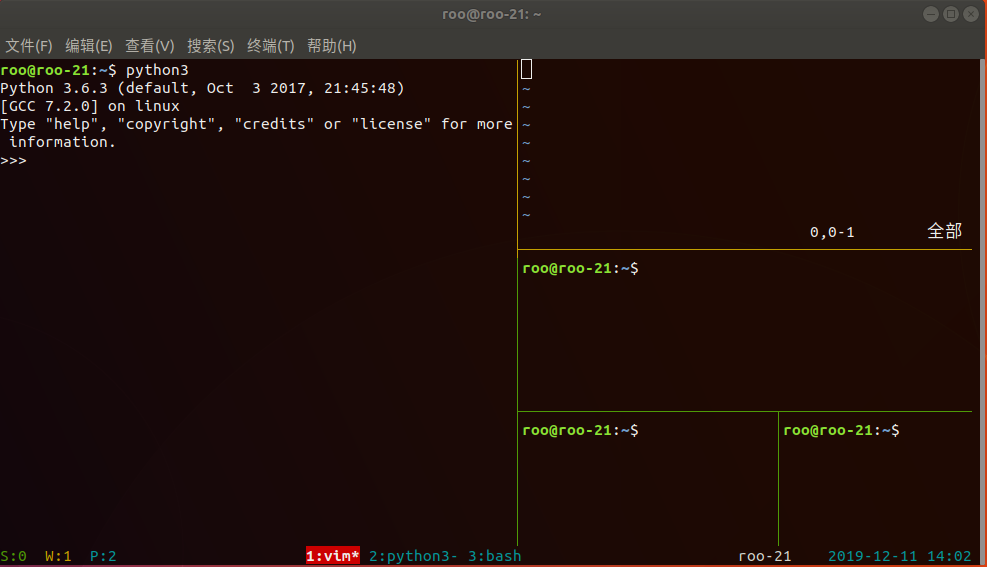 roo@roo-21: ~
文件(F) 编辑(E) 查看(V) 搜索(S) 终端(T) 帮助(H)
roo@roo-21:~$ python3
Python 3.6.3 (default, Oct  3 2017, 21:45:48)
[GCC 7.2.0] on linux
Type "help", "copyright", "credits" or "license" for more
 information.
>>>
~
~
~
~
~
~
~
~
0,0-1 全部
roo@roo-21:~$
roo@roo-21:~$
roo@roo-21:~$
S:0 W:1 P:2 1:vim* 2:python3- 3:bash roo-21 2019-12-11 14:02